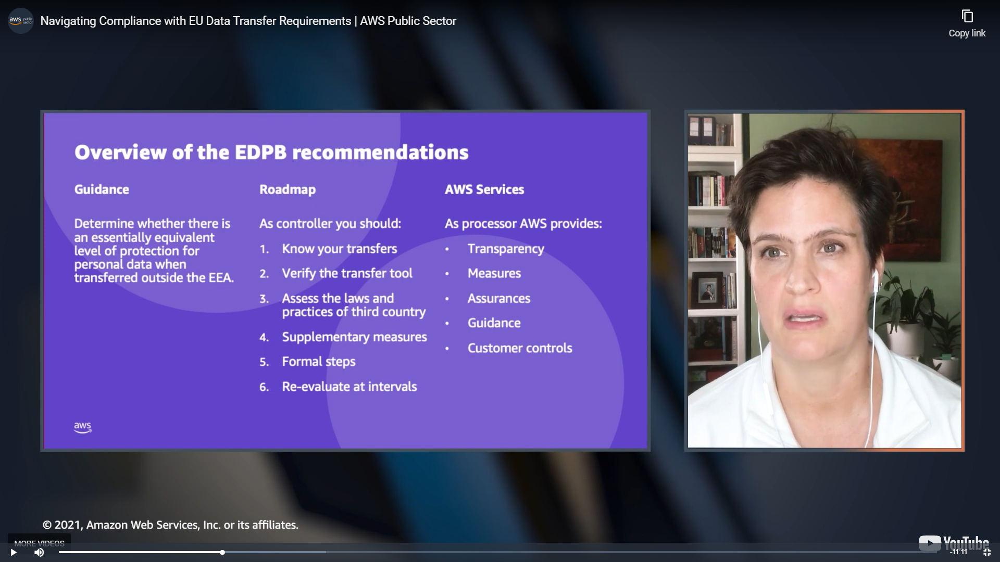 aws public sector
Navigating Compliance with EU Data Transfer Requirements | AWS Public Sector
Copy link
Overview of the EDPB recommendations
Guidance
Determine whether there is
an essentially equivalent
level of protection for
personal data when
transferred outside the EEA.
Roadmap
As controller you should:
1. Know your transfers
2. Verify the transfer tool
3. Assess the laws and
practices of third country
4. Supplementary measures
5. Formal steps
6. Re-evaluate at intervals
AWS Services
As processor AWS provides:
• Transparency
• Measures
• Assurances
• Guidance
• Customer controls
aws
© 2021, Amazon Web Services, Inc. or its affiliates.
MORE VIDEOS
YouTube
-11:11